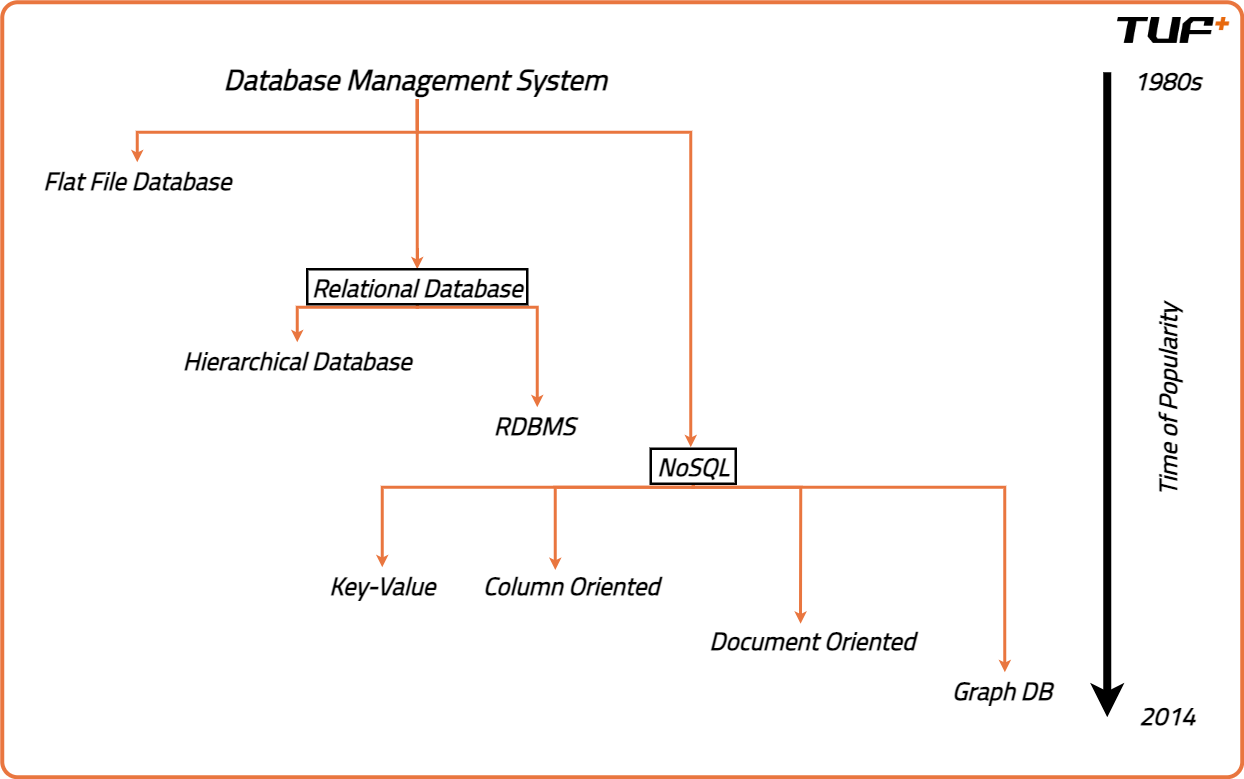 TUF+
Database Management System
1980s
Flat File Database
Relational Database
Hierarchical Database
RDBMS
Time of Popularity
NoSQL
Key-Value
Column Oriented
Document Oriented
Graph DB
2014